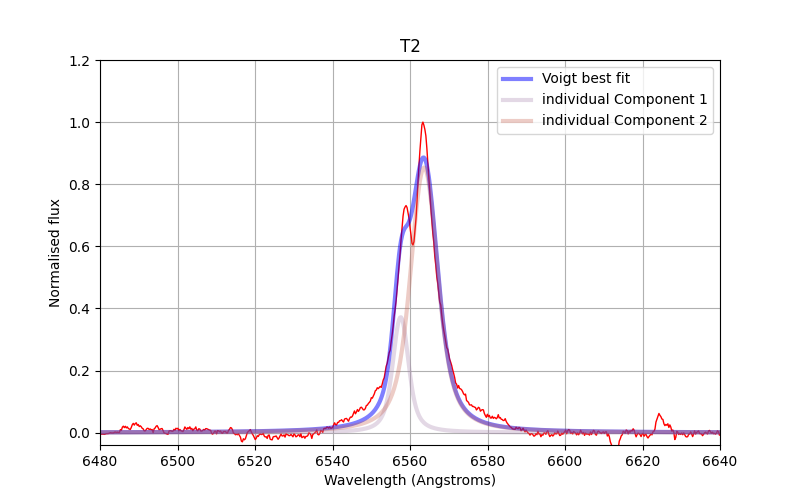 T2
Voigt best fit
individual Component 1
individual Component 2
Normalised flux
1.2
1.0
0.8
0.6
0.4
0.2
0.0
6480 6500 6520 6540 6560 6580 6600 6620 6640
Wavelength (Angstroms)